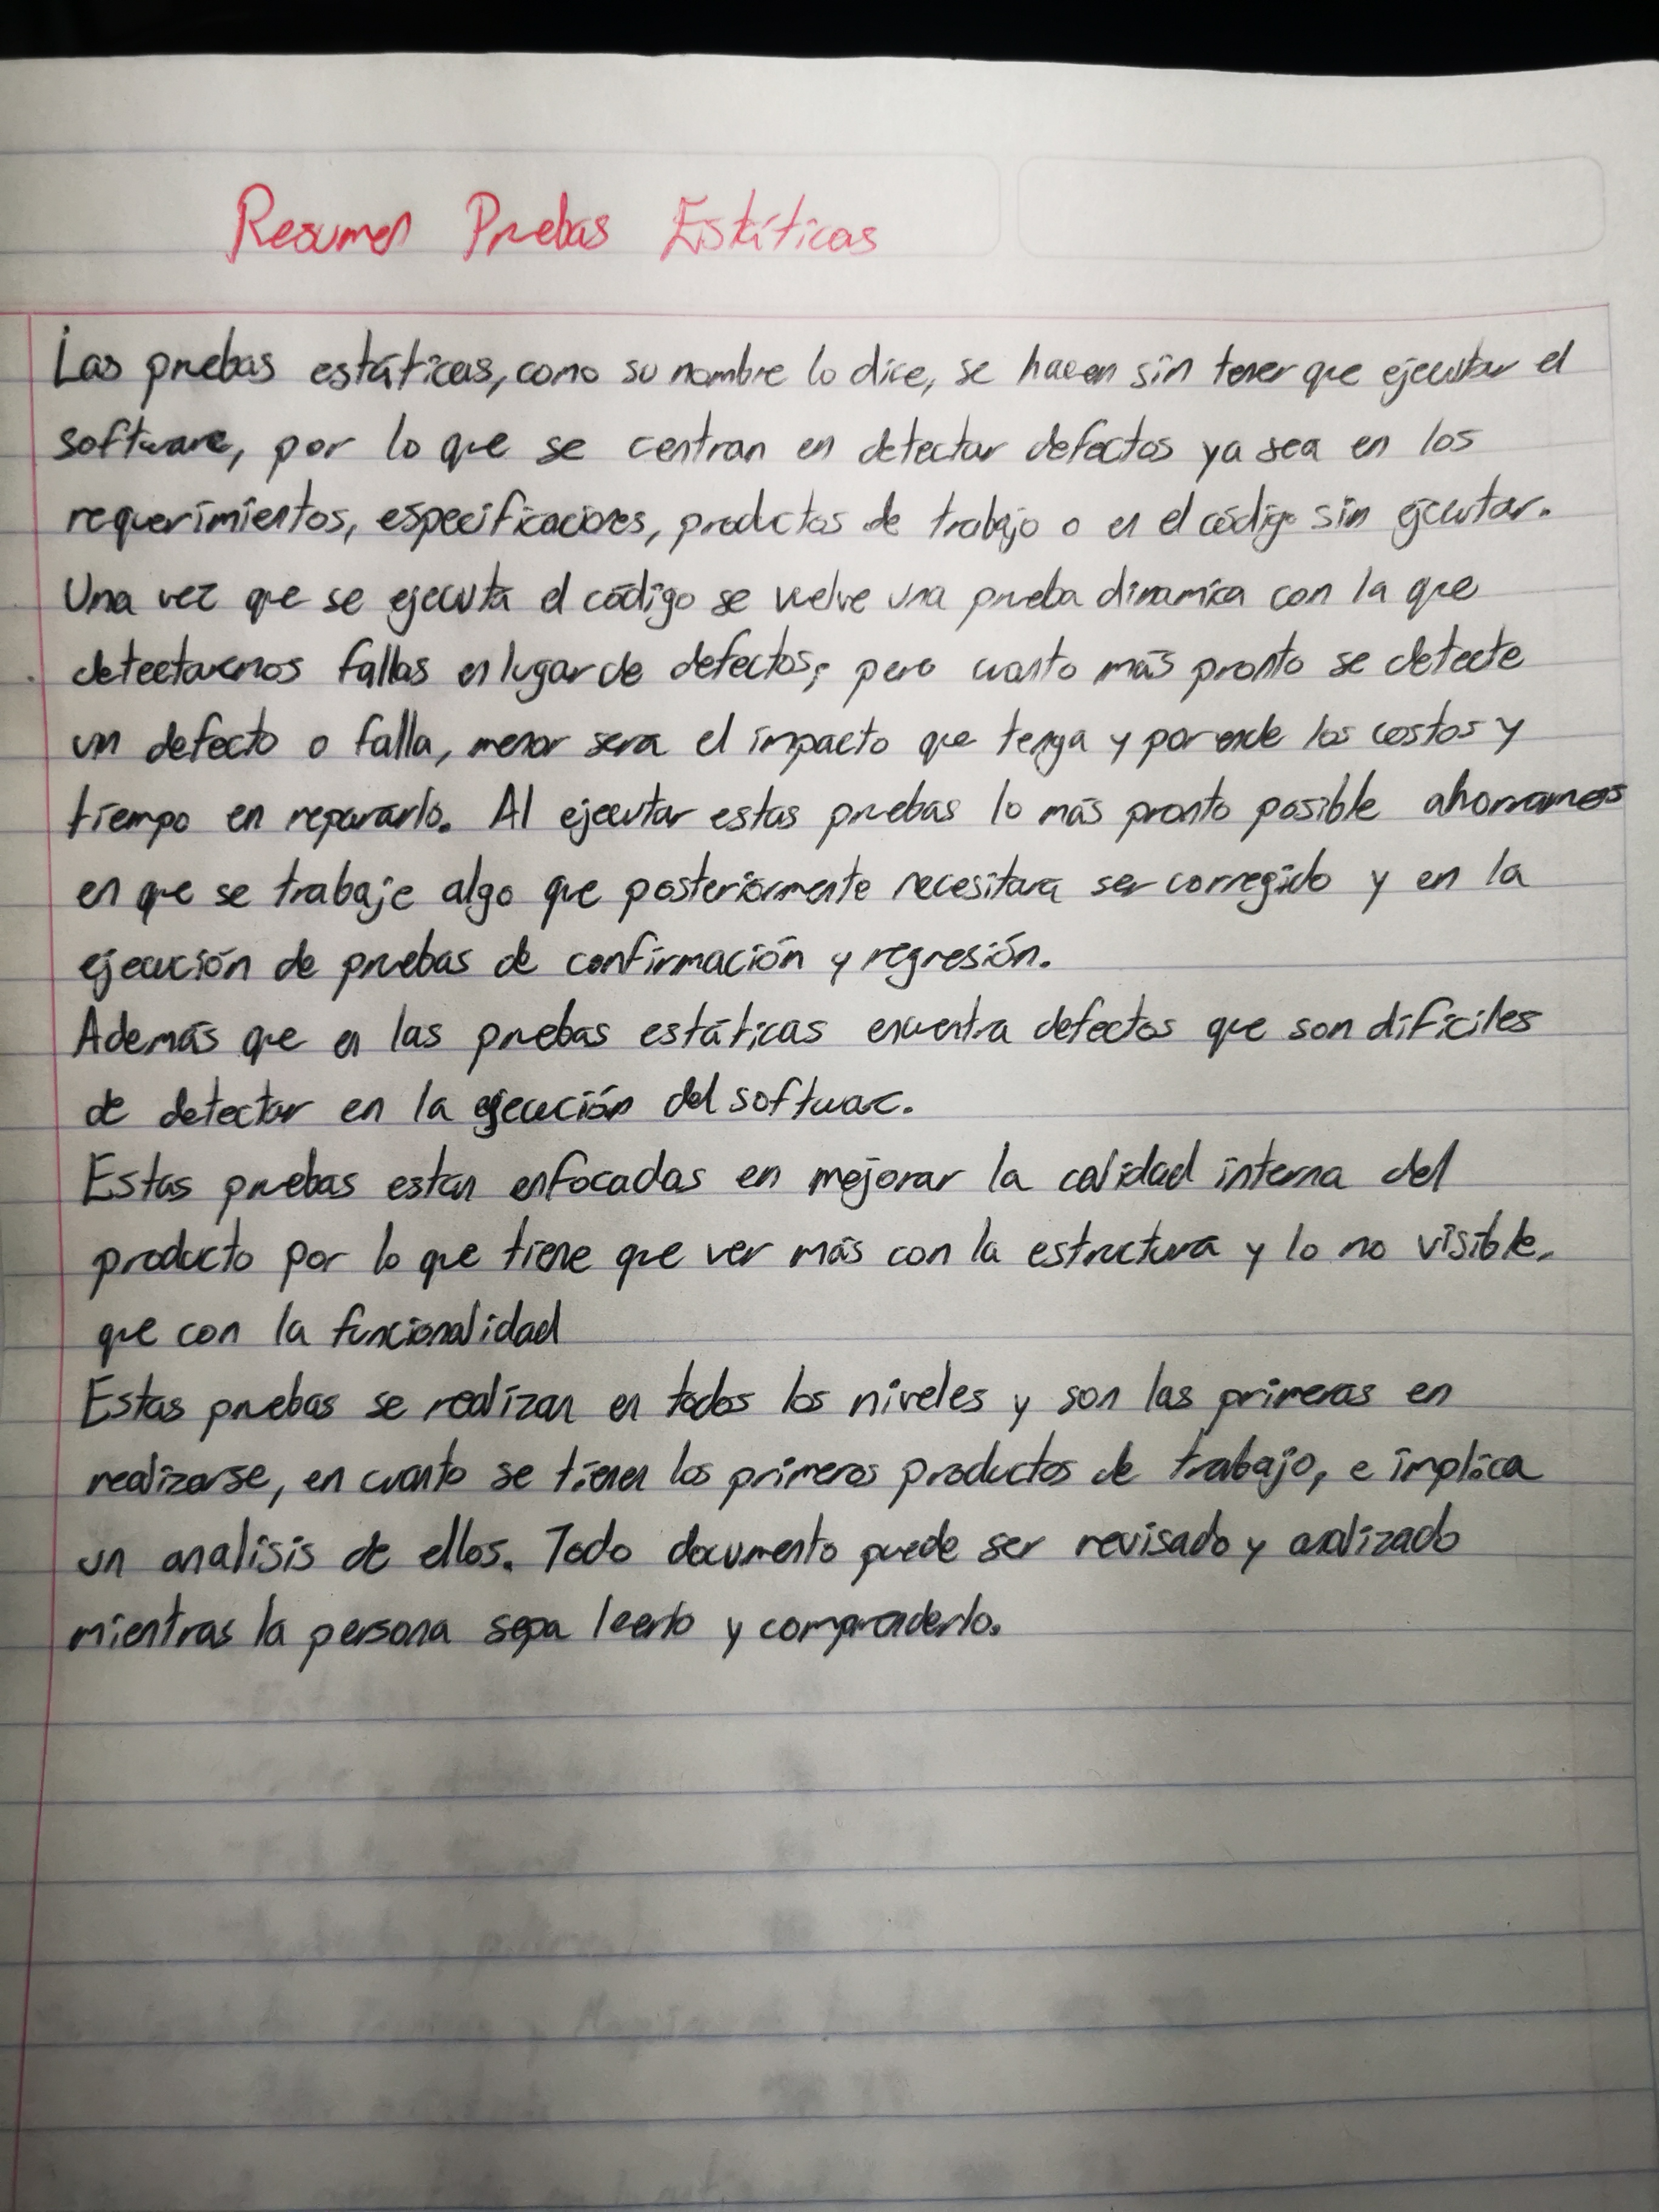 Resumen Pruebas Estáticas
Las pruebas estáticas, como su nombre lo dice, se hacen sin tener que ejecutar el
software, por lo que se centran en detectar defectos ya sea en los
requerimientos, especificaciones, productos de trabajo o en el código sin ejecutar.
Una vez que se ejecuta el código se vuelve una prueba dinamica con la que
detectaremos fallas en lugar de defectos, pero cuanto más pronto se detecte
un defecto o falla, menor sera el impacto que tenga y por ende los costos y
tiempo en repararlo. Al ejecutar estas pruebas lo más pronto posible ahorramos
en que se trabaje algo que posteriormente necesitara ser corregido y en la
ejecución de pruebas de confirmación y regresión.
Además que en las pruebas estáticas encuentra defectos que son dificiles
de detectar en la ejecución del software.
Estas pruebas estan enfocadas en mejorar la calidad interna del
producto por lo que tiene que ver más con la estructura y lo no visible,
que con la funcionalidad
Estas pruebas se realizan en todos los niveles y son las primeras en
realizarse, en cuanto se tienen los primeros productos de trabajo, e implica
un analisis de ellos. Todo documento puede ser revisado y analizado
mientras la persona sepa leerlo y comprenderlo.